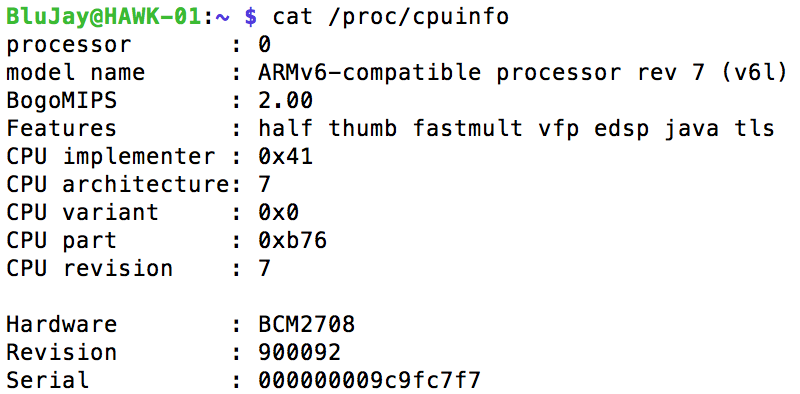 BluJay@HAWK-01:~ $ cat /proc/cpuinfo
processor : 0
model name : ARMv6-compatible processor rev 7 (v6l)
BogoMIPS : 2.00
Features : half thumb fastmult vfp edsp java tls
CPU implementer : 0x41
CPU architecture: 7
CPU variant : 0x0
CPU part : 0xb76
CPU revision : 7
Hardware : BCM2708
Revision : 900092
Serial : 000000009c9fc7f7